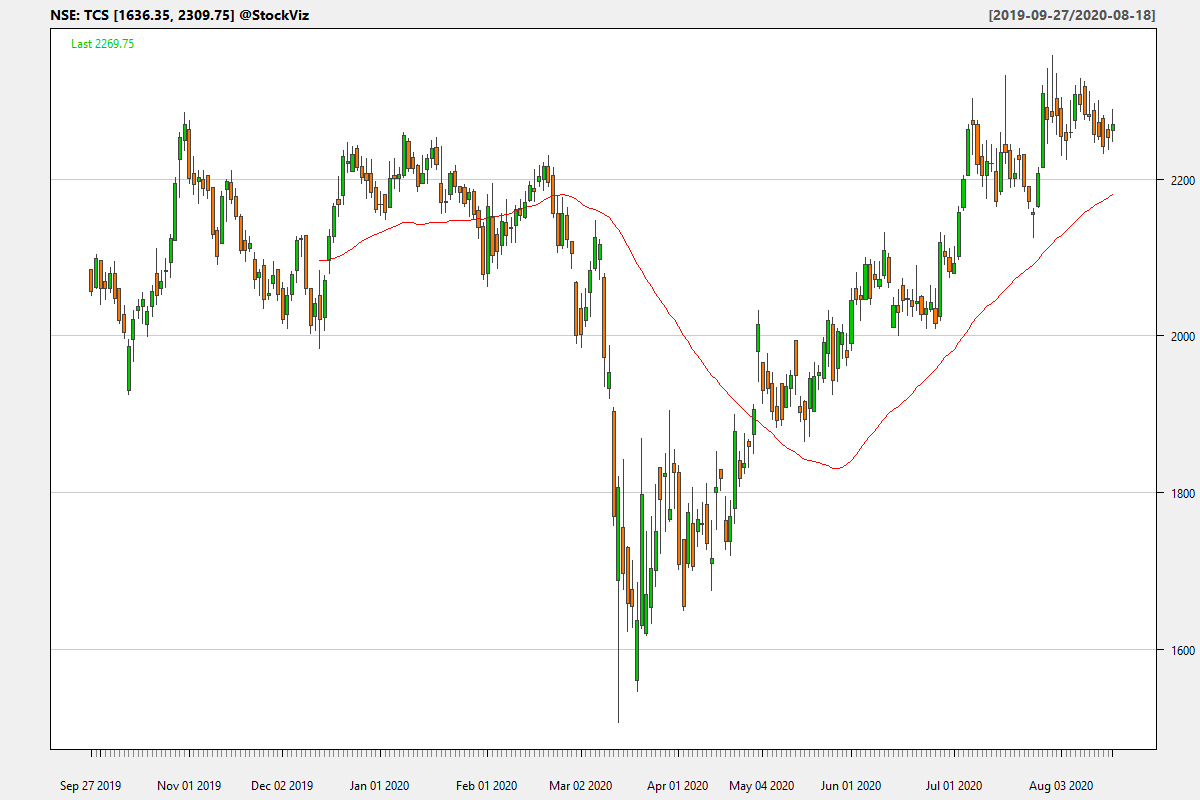 NSE: TCS [1636.35, 2309.75] @StockViz
[2019-09-27/2020-08-18]
Last 2269.75
2200
2000
1800
1600
Sep 27 2019
Nov 01 2019
Dec 02 2019
Jan 01 2020
Feb 01 2020
Mar 02 2020
Apr 01 2020
May 04 2020
Jun 01 2020
Jul 01 2020
Aug 03 2020